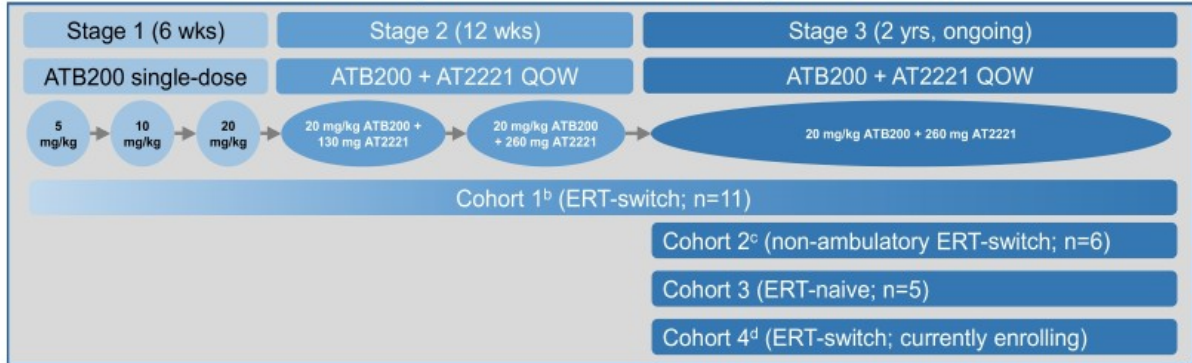 Stage 1 (6 wks)
Stage 2 (12 wks)
Stage 3 (2 yrs, ongoing)
ATB200 single-dose
ATB200 + AT2221 QOW
ATB200 + AT2221 QOW
5
mg/kg
10
mg/kg
20
mg/kg
20 mg/kg ATB200 +
130 mg AT2221
20 mg/kg ATB200
+ 260 mg AT2221
20 mg/kg ATB200 + 260 mg AT2221
Cohort 1ᵇ (ERT-switch; n=11)
Cohort 2ᶜ (non-ambulatory ERT-switch; n=6)
Cohort 3 (ERT-naive; n=5)
Cohort 4ᵈ (ERT-switch; currently enrolling)